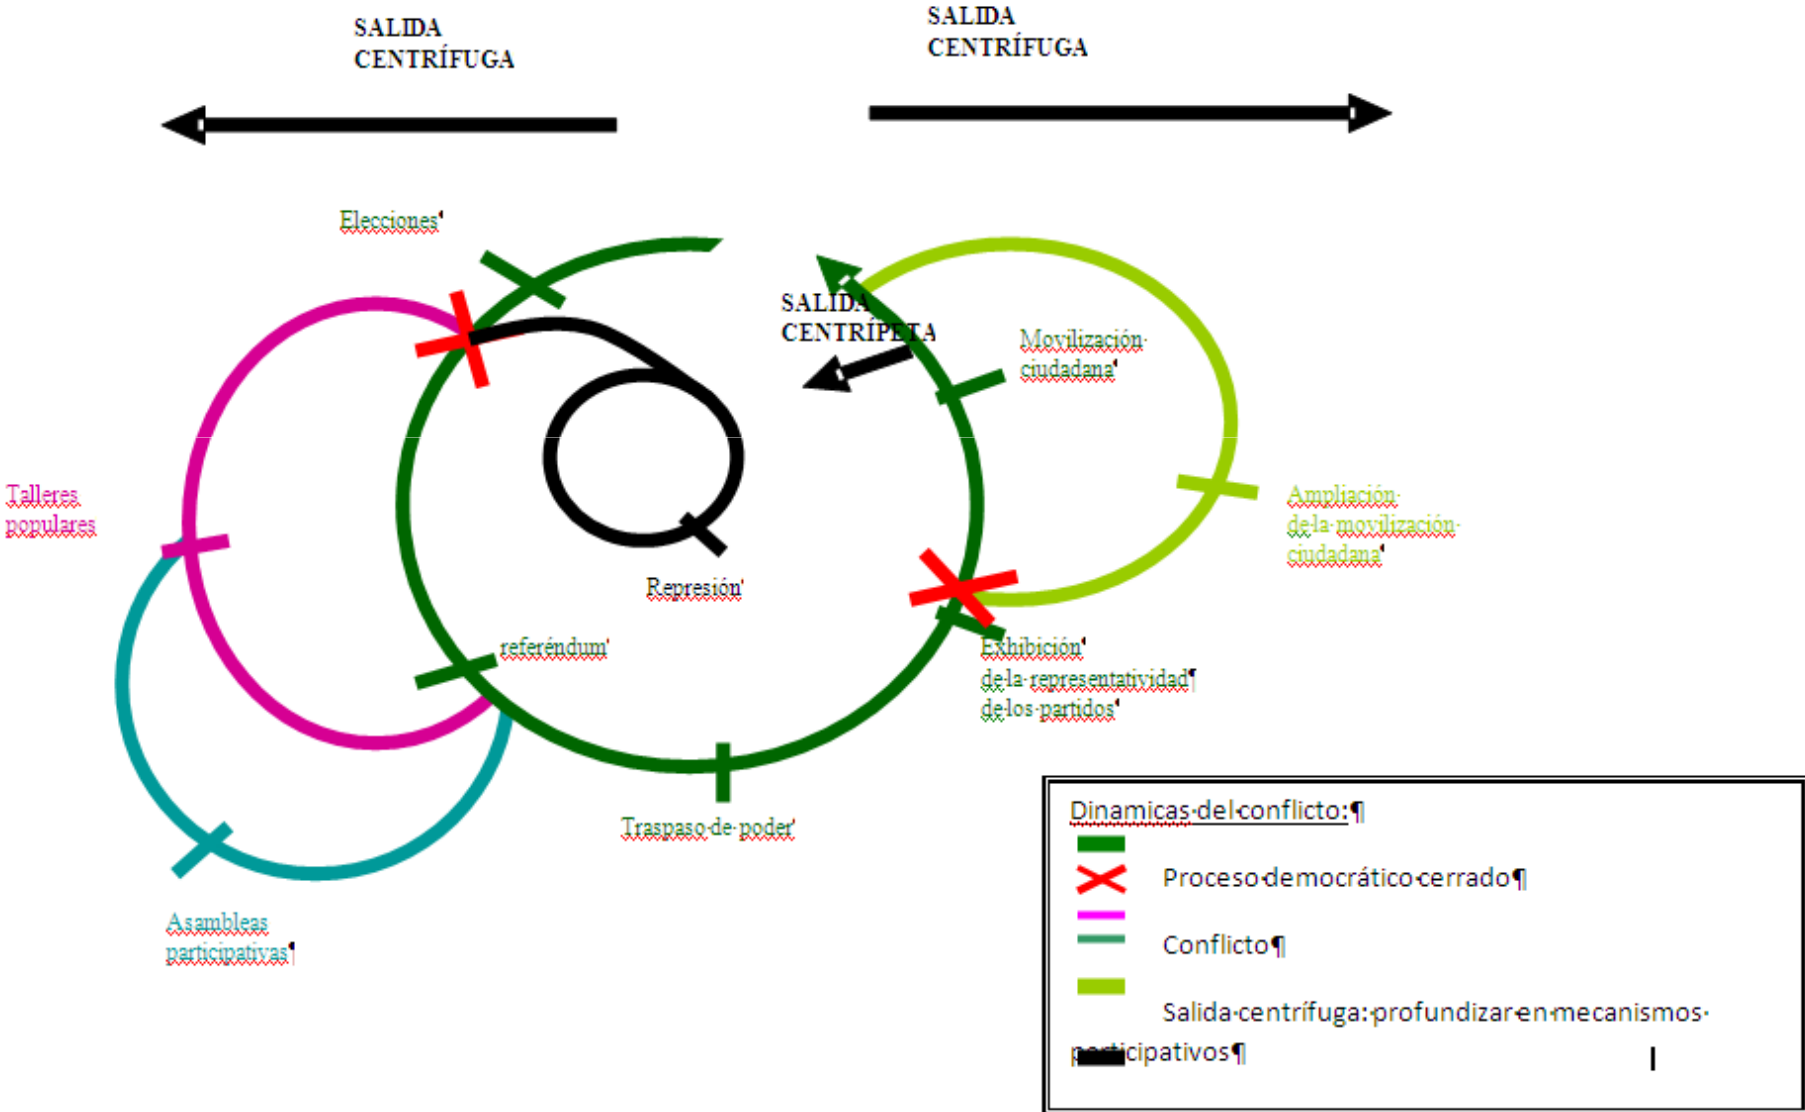 SALIDA
CENTRÍFUGA
SALIDA
CENTRÍFUGA
Elecciones
SALIDA
CENTRÍPETA
Movilización
ciudadana
Talleres
populares
Ampliación
de la movilización
ciudadana
Represión
referéndum
Exhibición
de la representatividad¶
de los partidos
Traspaso de poder
Asambleas
participativas¶
Dinamicas·del·conflicto:¶
Proceso·democrático·cerrado¶
Conflicto¶
Salida·centrífuga:·profundizar·en·mecanismos·
participativos¶